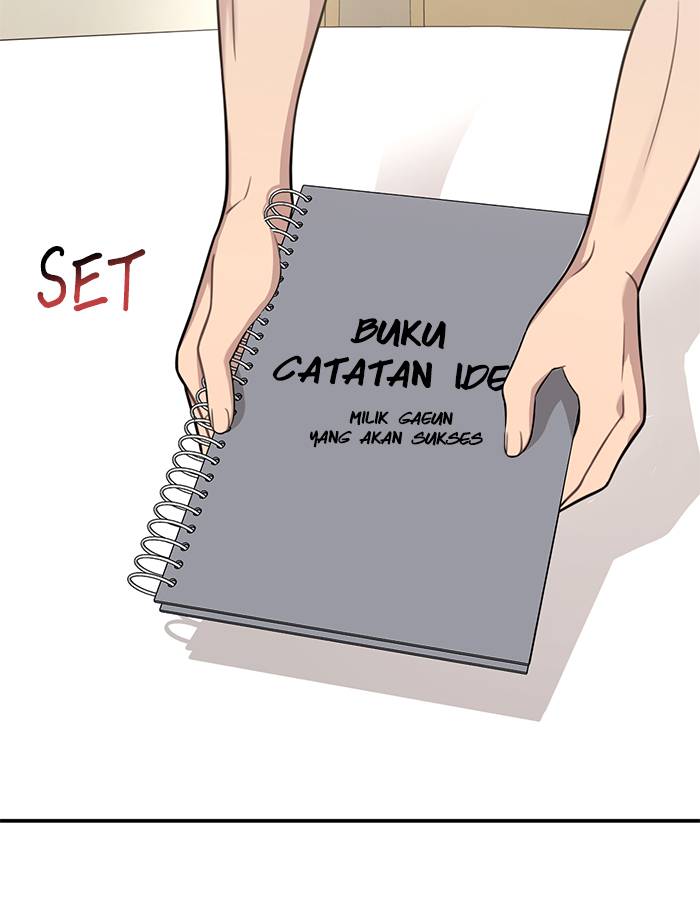 SET
BUKU
CATATAN IDE
MILIK GAEUN
YANG AKAN SUKSES